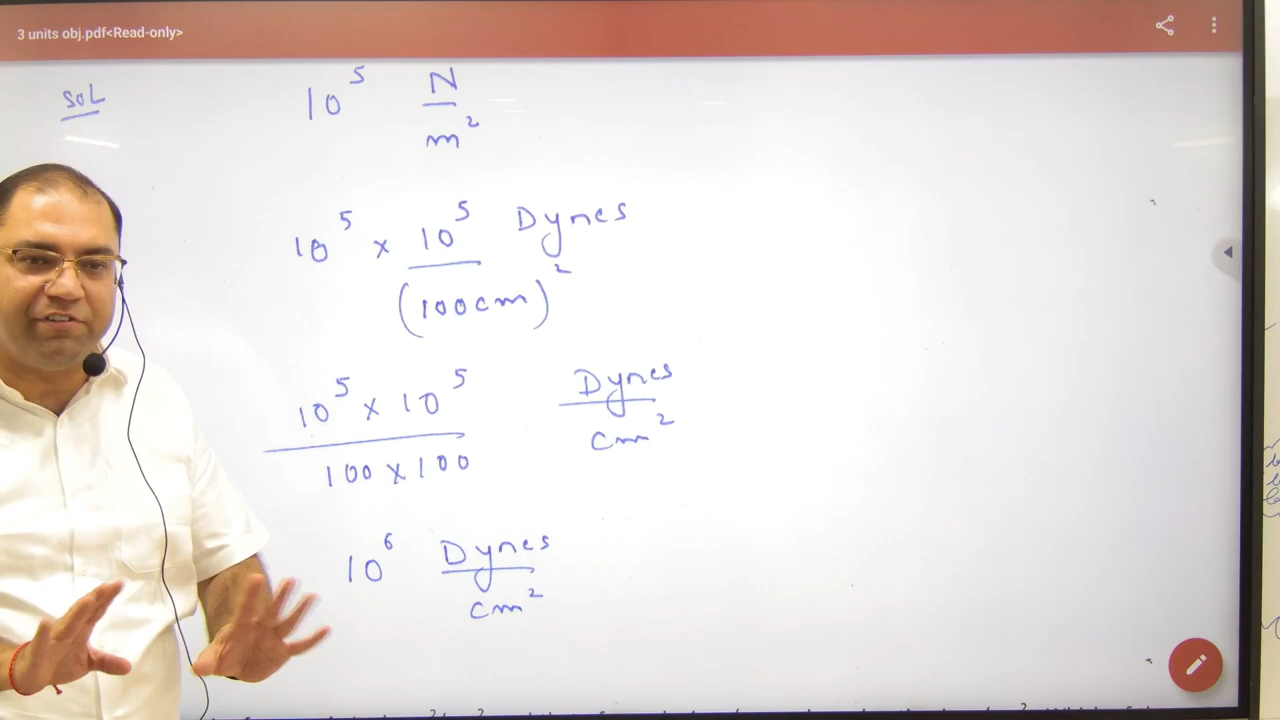 3 units obj.pdf<Read-only>
SOL
10^5 N/m^2
10^5 × 10^5 Dynes/(100cm)^2
10^5 × 10^5/100 × 100 Dynes/cm^2
10^6 Dynes/cm^2